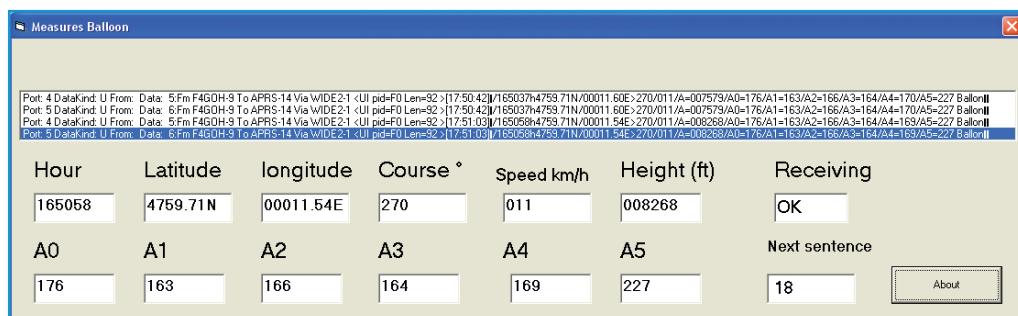 Measures Balloon
Port: 4 DataKind: U From:  Data:  5:Fm F4GOH-9 To APRS-14 Via WIDE2-1 <UI pid=F0 Len=92 >[17:50:42]/165037h4759.71N/00011.60E>270/011/A=007579/A0=176/A1=163/A2=166/A3=164/A4=170/A5=227 Ballon
Port: 5 DataKind: U From:  Data:  6:Fm F4GOH-9 To APRS-14 Via WIDE2-1 <UI pid=F0 Len=92 >[17:50:42]/165037h4759.71N/00011.60E>270/011/A=007579/A0=176/A1=163/A2=166/A3=164/A4=170/A5=227 Ballon
Port: 4 DataKind: U From:  Data:  5:Fm F4GOH-9 To APRS-14 Via WIDE2-1 <UI pid=F0 Len=92 >[17:51:03]/165058h4759.71N/00011.54E>270/011/A=008268/A0=176/A1=163/A2=166/A3=164/A4=169/A5=227 Ballon
Port: 5 DataKind: U From:  Data:  6:Fm F4GOH-9 To APRS-14 Via WIDE2-1 <UI pid=F0 Len=92 >[17:51:03]/165058h4759.71N/00011.54E>270/011/A=008268/A0=176/A1=163/A2=166/A3=164/A4=169/A5=227 Ballon
Hour Latitude longitude Course ° Speed km/h Height (ft) Receiving
165058 4759.71N 00011.54E 270 011 008268 OK
A0 A1 A2 A3 A4 A5 Next sentence
176 163 166 164 169 227 18 About